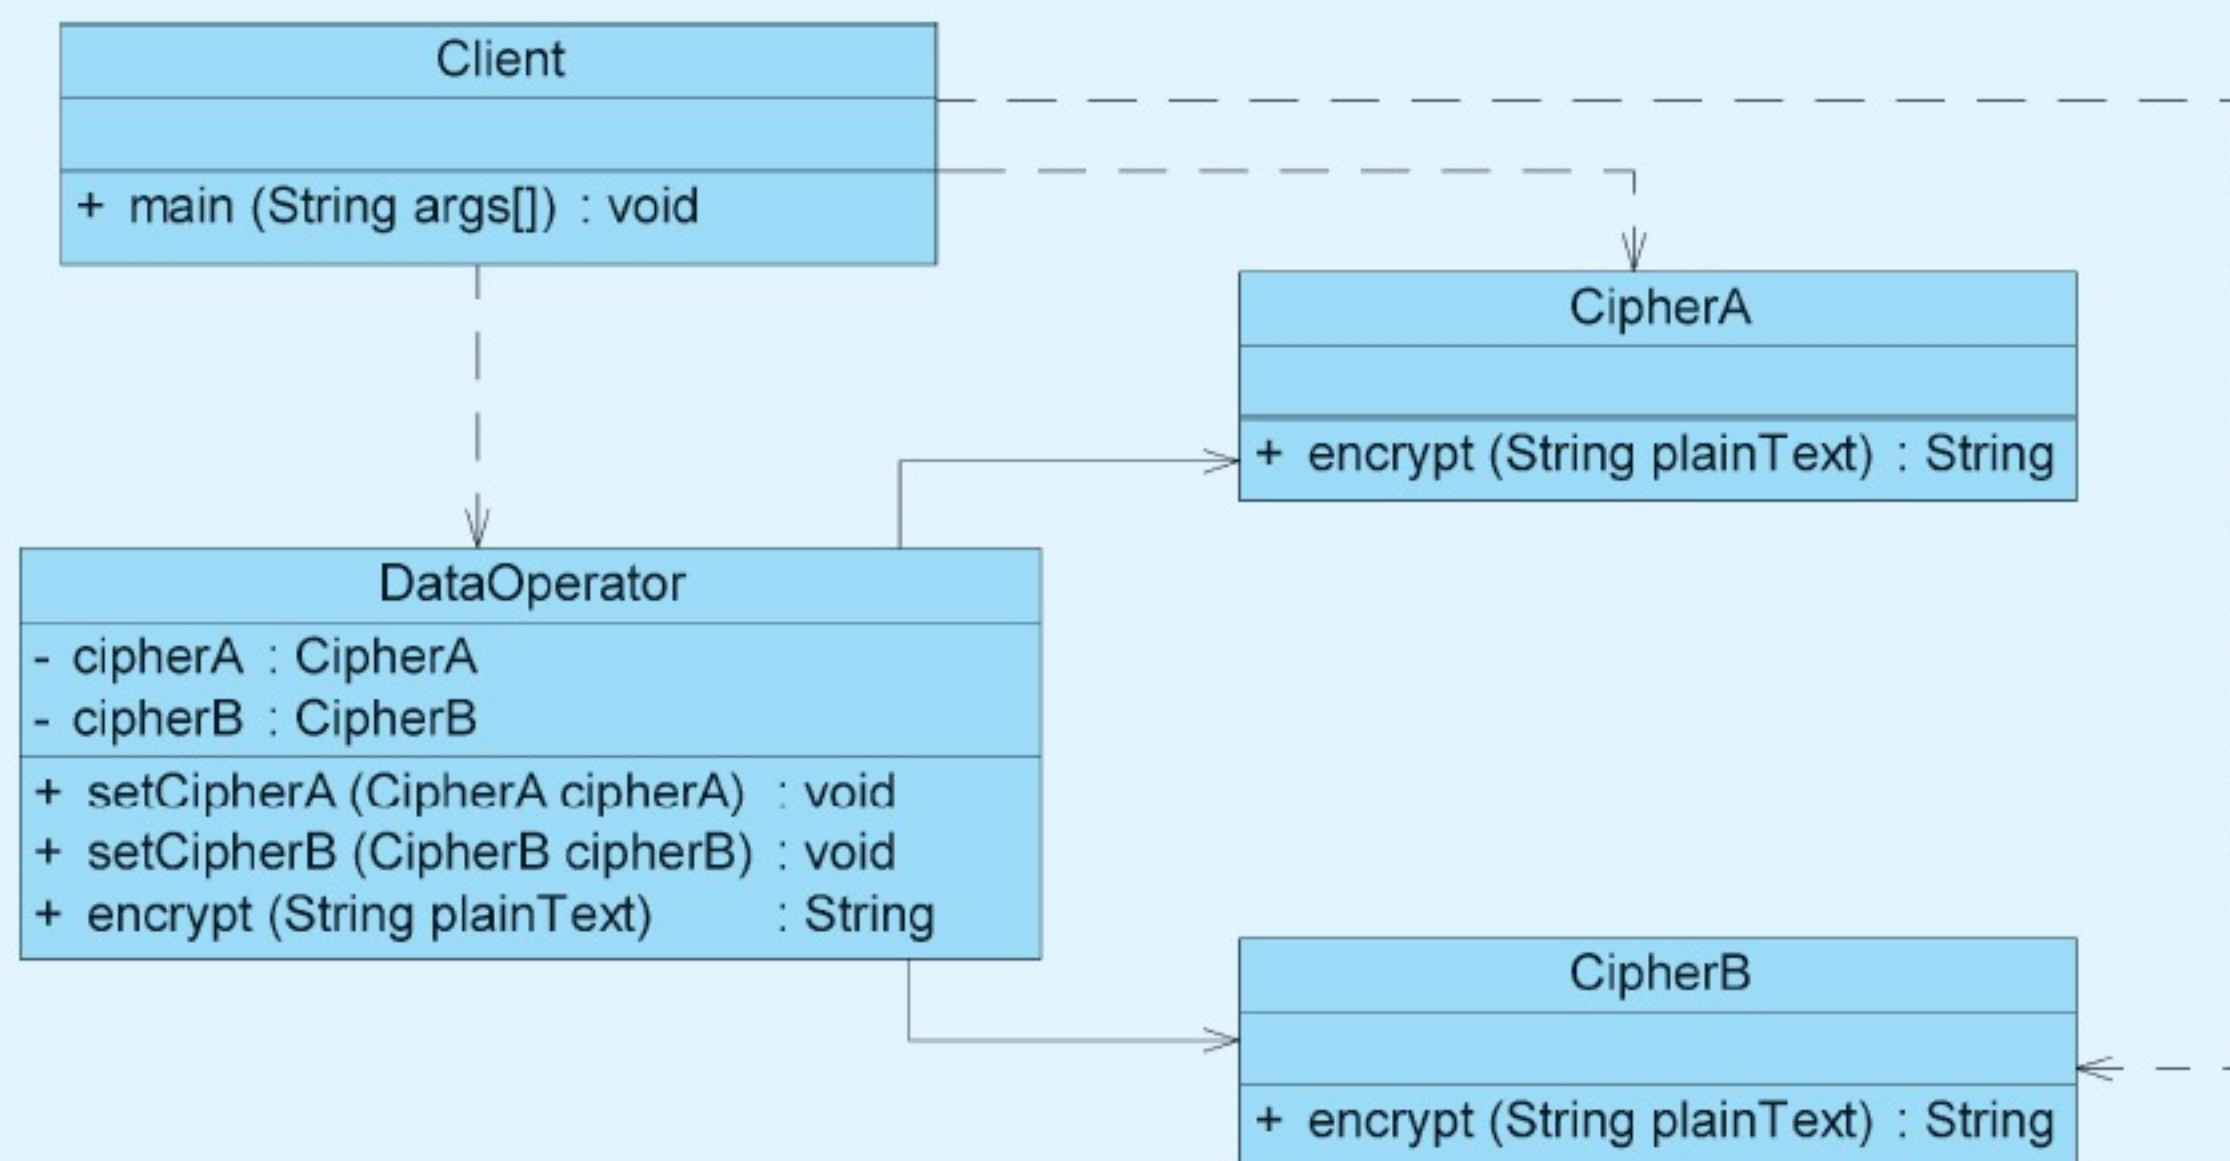 Client
+ main (String args[]) : void
CipherA
+ encrypt (String plainText) : String
DataOperator
- cipherA : CipherA
- cipherB : CipherB
+ setCipherA (CipherA cipherA) : void
+ setCipherB (CipherB cipherB) : void
+ encrypt (String plainText) : String
CipherB
+ encrypt (String plainText) : String